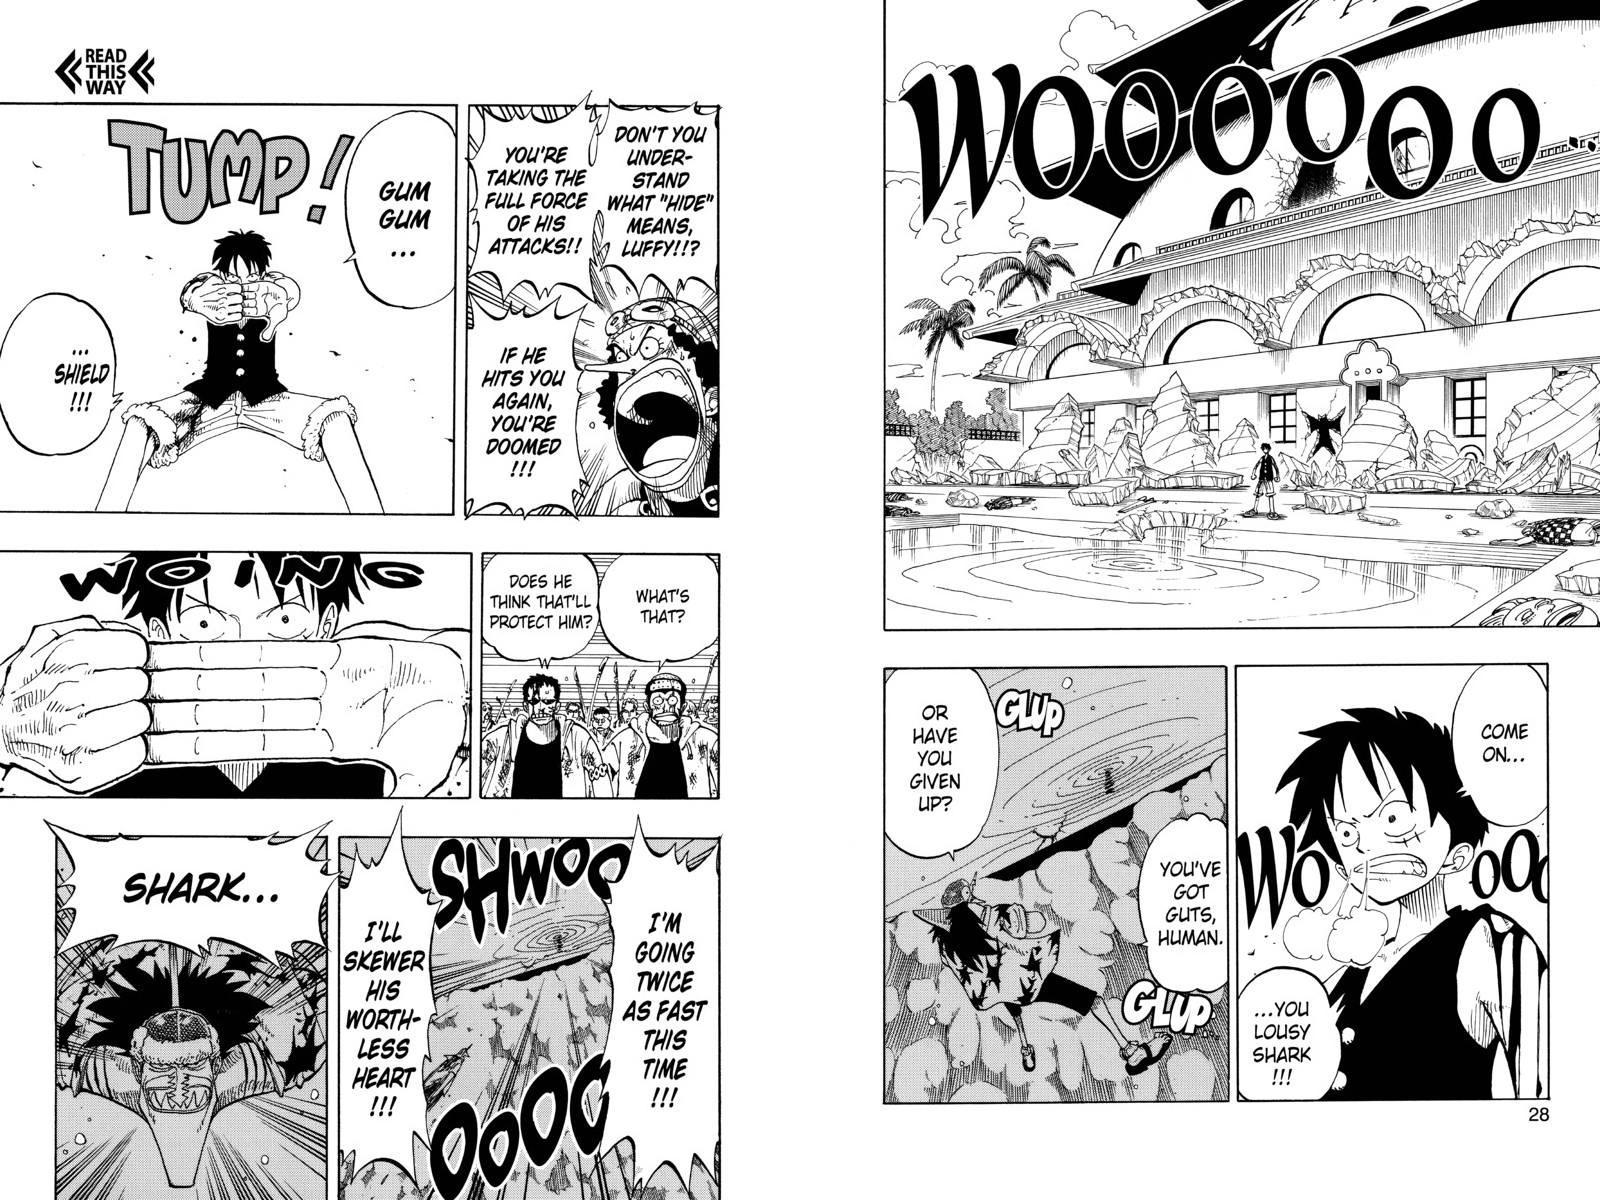 WOOOOOO...
COME
ON...
WO OOO
...YOU
LOUSY
SHARK
!!!
GLUP
YOU'VE
GOT
GUTS,
HUMAN.
OR
HAVE
YOU
GIVEN
UP?
GLUP
28
READ
THIS
WAY
DON'T YOU
UNDER-
STAND
WHAT "HIDE"
MEANS,
LUFFY!!?
YOU'RE
TAKING THE
FULL FORCE
OF HIS
ATTACKS!!
IF HE
HITS YOU
AGAIN,
YOU'RE
DOOMED
!!!
GUM
GUM
...
TUMP!
...
SHIELD
!!!
WHAT'S
THAT?
DOES HE
THINK THAT'LL
PROTECT HIM?
WOING
I'M
GOING
TWICE
AS FAST
THIS
TIME
!!!
SHWOO
OOOO
I'LL
SKEWER
HIS
WORTH-
LESS
HEART
!!!
SHARK...